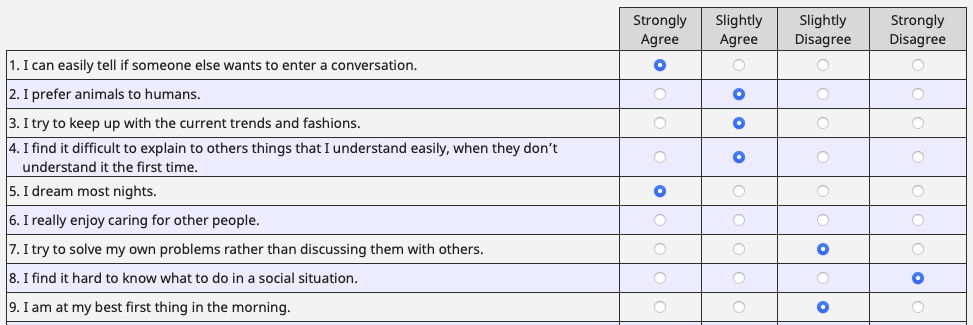 Strongly Agree
Slightly Agree
Slightly Disagree
Strongly Disagree
1. I can easily tell if someone else wants to enter a conversation.
2. I prefer animals to humans.
3. I try to keep up with the current trends and fashions.
4. I find it difficult to explain to others things that I understand easily, when they don’t
understand it the first time.
5. I dream most nights.
6. I really enjoy caring for other people.
7. I try to solve my own problems rather than discussing them with others.
8. I find it hard to know what to do in a social situation.
9. I am at my best first thing in the morning.